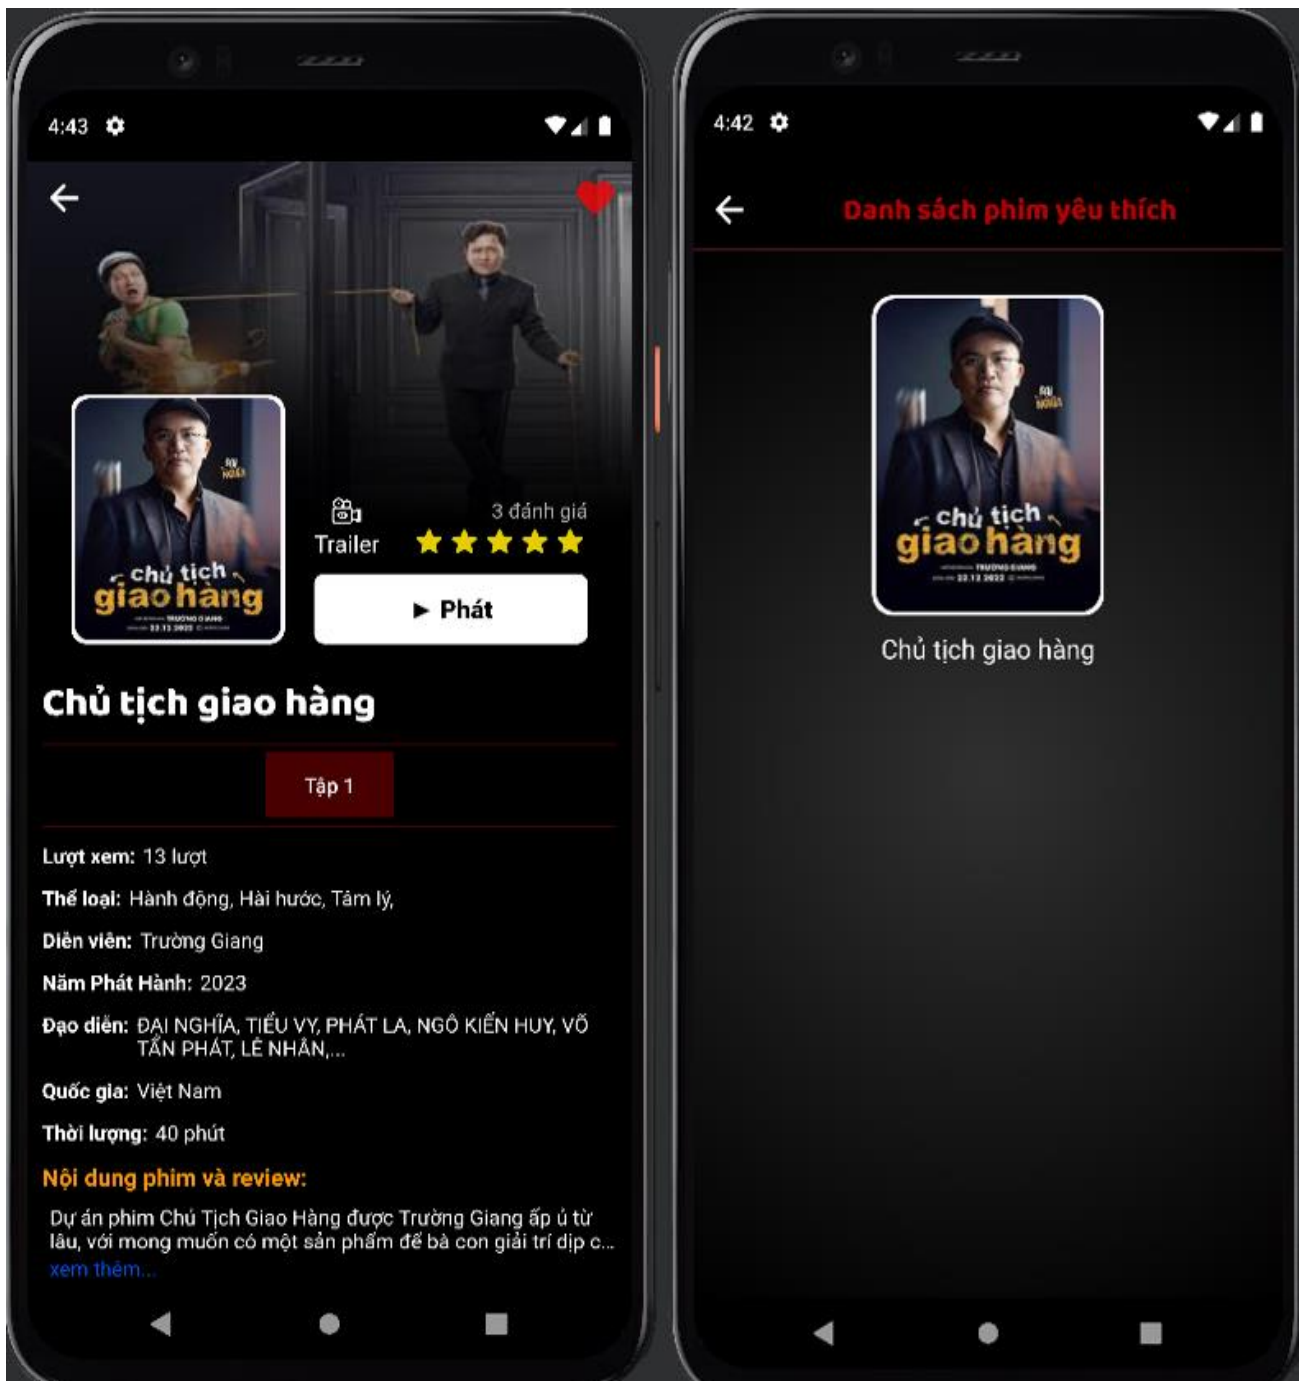 4:43
3 đánh giá
Trailer
chủ tịch
giao hàng
TRƯỜNG GIANG
► Phát
Chủ tịch giao hàng
Tập 1
Lượt xem: 13 lượt
Thể loại: Hành động, Hài hước, Tâm lý,
Diễn viên: Trường Giang
Năm Phát Hành: 2023
Đạo diễn: ĐẠI NGHĨA, TIỂU VY, PHÁT LA, NGÔ KIẾN HUY, VÕ
TẤN PHÁT, LÊ NHÂN,...
Quốc gia: Việt Nam
Thời lượng: 40 phút
Nội dung phim và review:
Dự án phim Chủ Tịch Giao Hàng được Trường Giang ấp ủ từ
lâu, với mong muốn có một sản phẩm để bà con giải trí dịp c...
xem thêm...
4:42
Danh sách phim yêu thích
chủ tịch
giao hàng
TRƯỜNG GIANG
Chủ tịch giao hàng